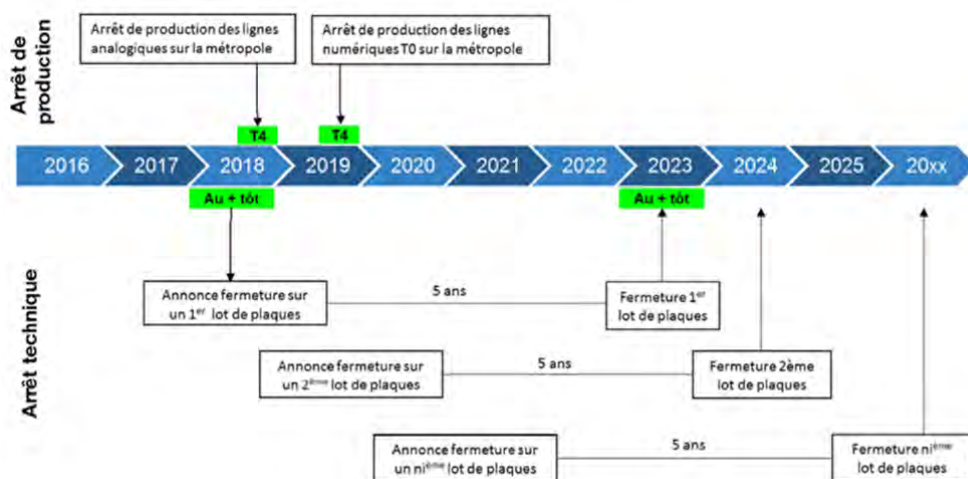 Arrêt de
production
Arrêt de production des lignes
analogiques sur la métropole
Arrêt de production des lignes
numériques T0 sur la métropole
T4
T4
2016
2017
2018
2019
2020
2021
2022
2023
2024
2025
20xx
Au + tôt
Au + tôt
Arrêt technique
Annonce fermeture sur
un 1er lot de plaques
5 ans
Fermeture 1er
lot de plaques
Annonce fermeture sur
un 2ème lot de plaques
5 ans
Fermeture 2ème
lot de plaques
Annonce fermeture sur
un nième lot de plaques
5 ans
Fermeture nième
lot de plaques